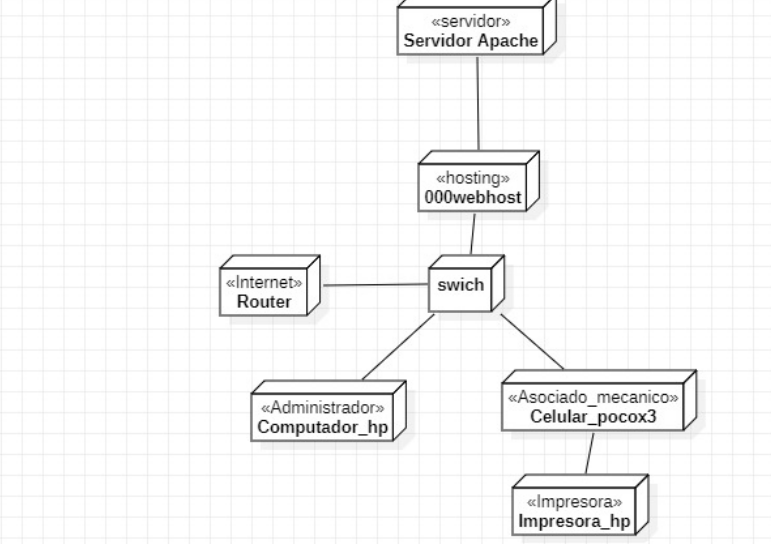 «servidor»
Servidor Apache
«hosting»
000webhost
«Internet»
Router
swich
«Administrador»
Computador_hp
«Asociado_mecanico»
Celular_pocox3
«Impresora»
Impresora_hp